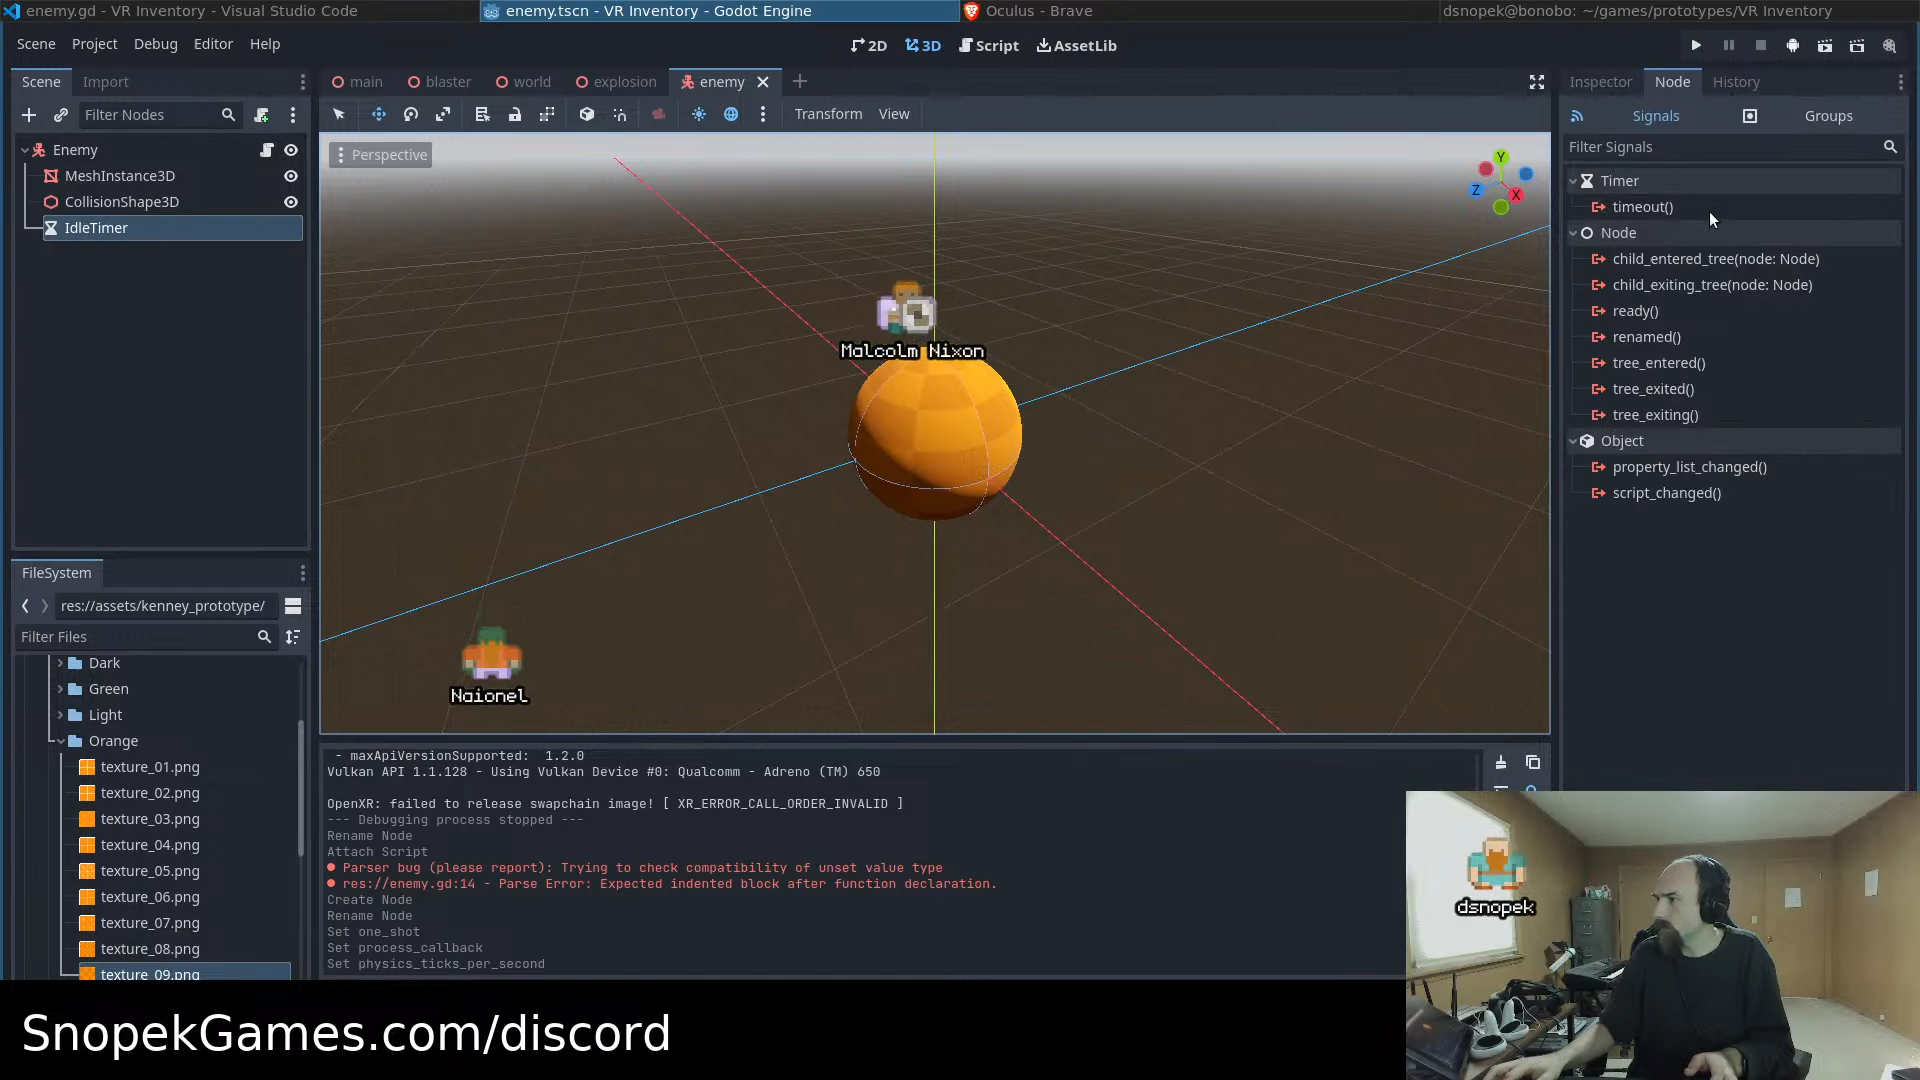 enemy.gd - VR Inventory - Visual Studio Code
enemy.tscn - VR Inventory - Godot Engine
Oculus - Brave
dsnopek@bonobo: ~/games/prototypes/VR Inventory
Scene Project Debug Editor Help
2D 3D Script AssetLib
Scene Import
main blaster world explosion enemy
Inspector Node History
Filter Nodes
Transform View
Signals Groups
Filter Signals
Enemy
MeshInstance3D
CollisionShape3D
IdleTimer
Perspective
Y
Z
X
Timer
timeout()
Node
child_entered_tree(node: Node)
child_exiting_tree(node: Node)
ready()
renamed()
tree_entered()
tree_exited()
tree_exiting()
Object
property_list_changed()
script_changed()
Malcolm Nixon
Naionel
FileSystem
res://assets/kenney_prototype/
Filter Files
Dark
Green
Light
Orange
texture_01.png
texture_02.png
texture_03.png
texture_04.png
texture_05.png
texture_06.png
texture_07.png
texture_08.png
texture_09.png
- maxApiVersionSupported: 1.2.0
Vulkan API 1.1.128 - Using Vulkan Device #0: Qualcomm - Adreno (TM) 650
OpenXR: failed to release swapchain image! [ XR_ERROR_CALL_ORDER_INVALID ]
--- Debugging process stopped ---
Rename Node
Attach Script
Parser bug (please report): Trying to check compatibility of unset value type
res://enemy.gd:14 - Parse Error: Expected indented block after function declaration.
Create Node
Rename Node
Set one_shot
Set process_callback
Set physics_ticks_per_second
dsnopek
SnopekGames.com/discord